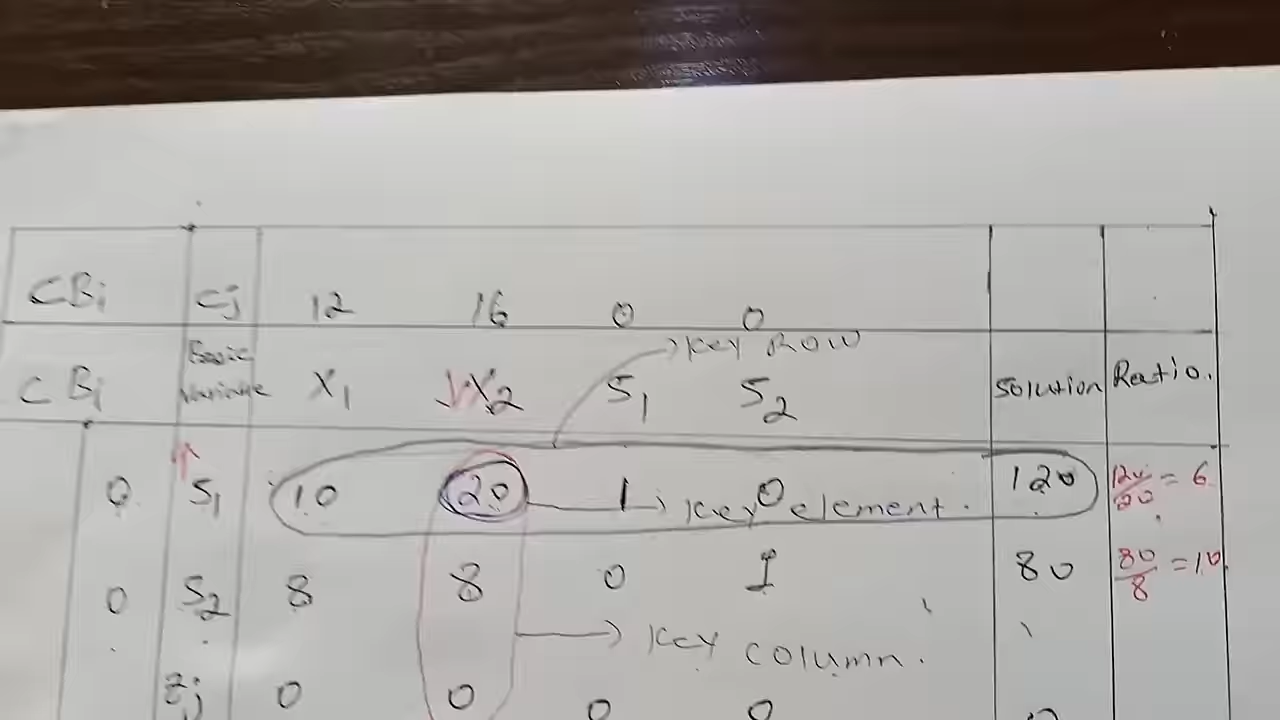 CBi Cj 12 16 0 0
→ Key Row
CBi Basic Variable X1 X2 S1 S2 Solution Ratio.
0 S1 10 20 1 0 120 120/20 = 6
Key element.
0 S2 8 8 0 1 80 80/8 = 10
→ Key column.
Zj 0 0 0 0